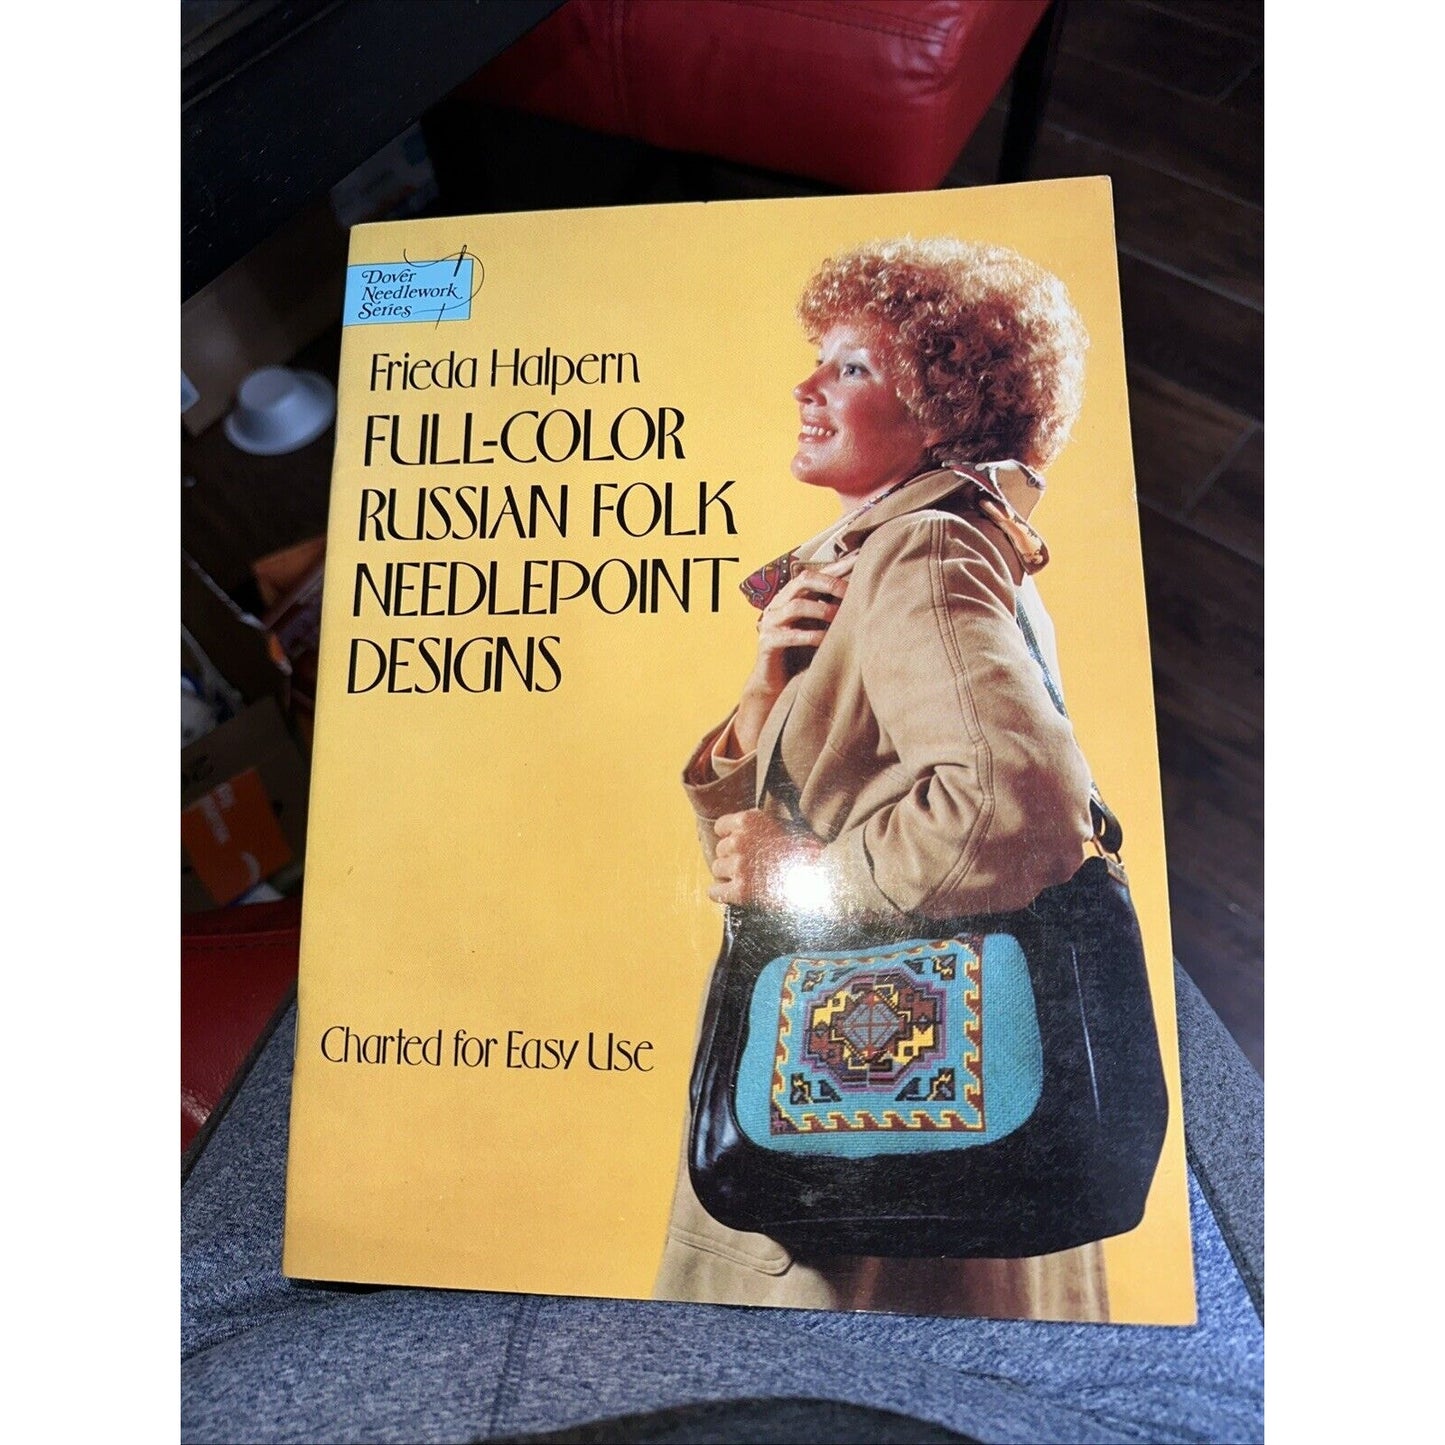 Dover
Needlework
Series
Frieda Halpern
FULL-COLOR
RUSSIAN FOLK
NEEDLEPOINT
DESIGNS
Charted for Easy Use